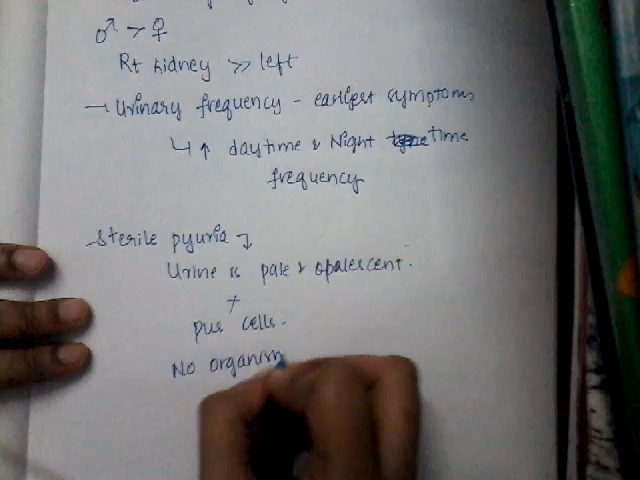 ♂ > ♀
Rt kidney >> left
→ Urinary frequency - earliest symptoms
↳ ↑ daytime & Night time
frequency
→ Sterile pyuria ↴
Urine is pale & opalescent.
+
pus cells.
No organism